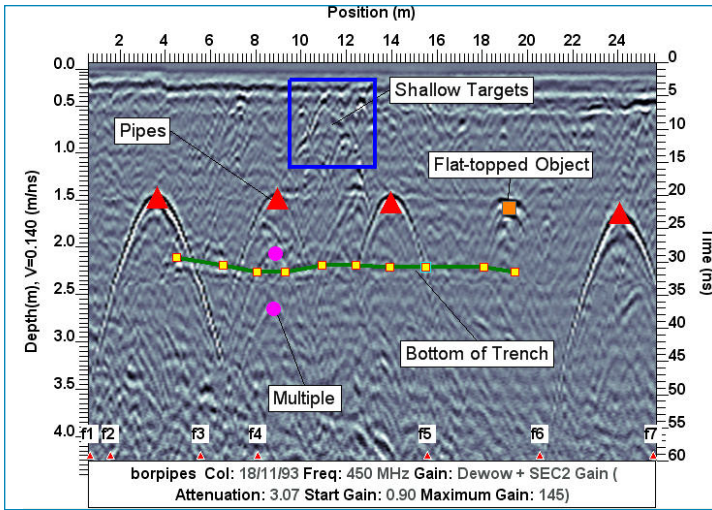 Position (m)
2 4 6 8 10 12 14 16 18 20 22 24
0.0
0.5
1.0
1.5
2.0
2.5
3.0
3.5
4.0
Depth(m), V=0.140 (m/ns)
0
5
10
15
20
25
30
35
40
45
50
55
60
Time (ns)
Shallow Targets
Pipes
Flat-topped Object
Bottom of Trench
Multiple
f1 f2 f3 f4 f5 f6 f7
borpipes Col: 18/11/93 Freq: 450 MHz Gain: Dewow + SEC2 Gain (
Attenuation: 3.07 Start Gain: 0.90 Maximum Gain: 145)